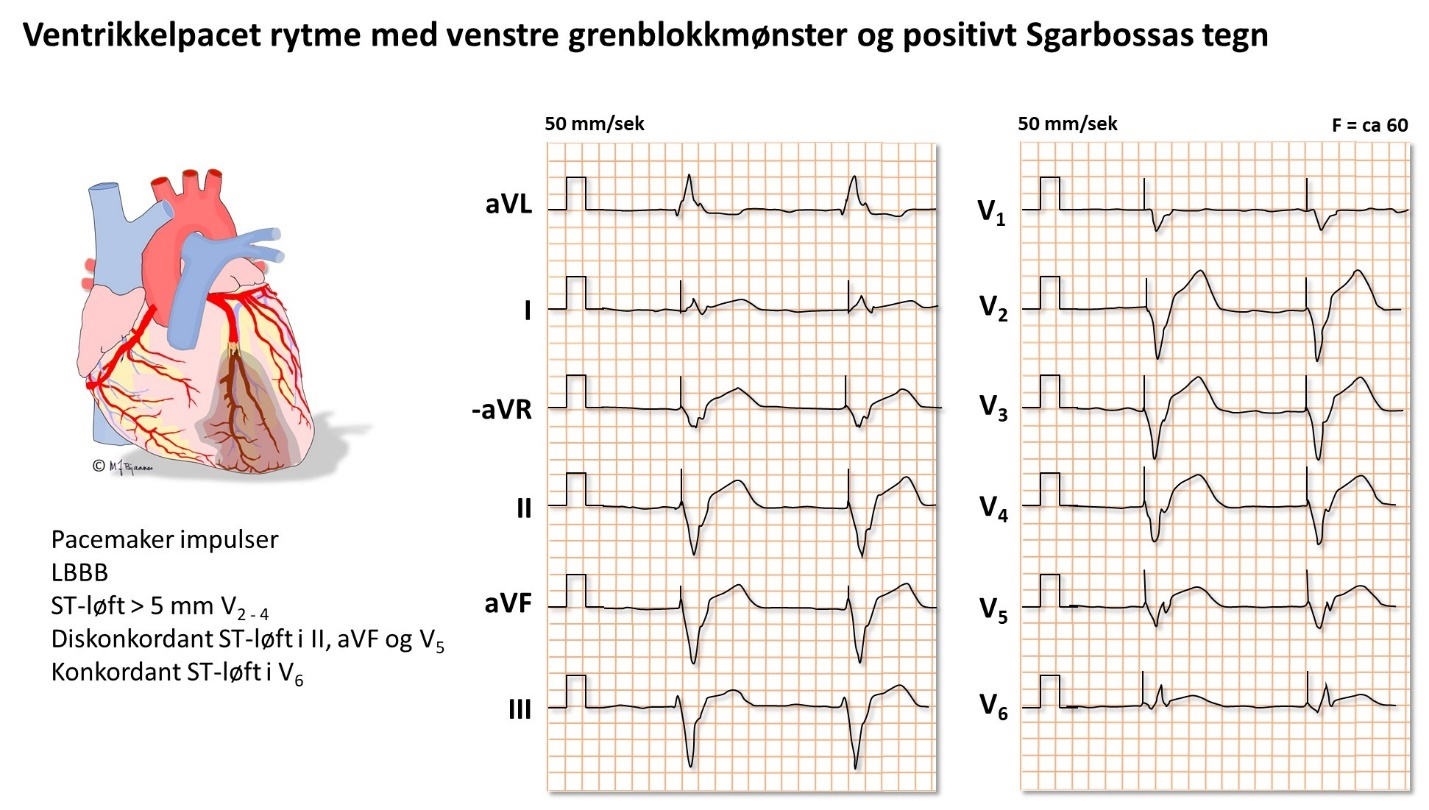 Ventrikkelpacet rytme med venstre grenblokkmønster og positivt Sgarbossas tegn
50 mm/sek
50 mm/sek F = ca 60
aVL
I
-aVR
II
aVF
III
V1
V2
V3
V4
V5
V6
©
Pacemaker impulser
LBBB
ST-løft > 5 mm V2 - 4
Diskonkordant ST-løft i II, aVF og V5
Konkordant ST-løft i V6